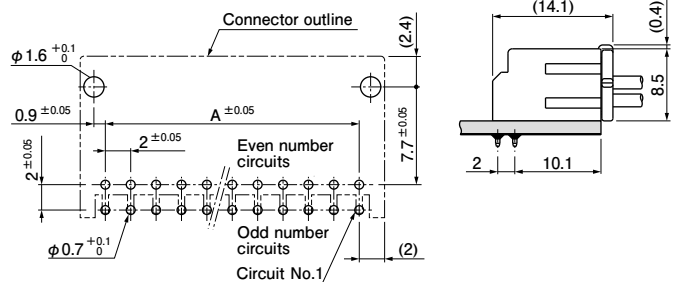 Connector outline
(2.4)
φ1.6 +0.1 0
0.9 ±0.05
A ±0.05
2 ±0.05
7.7 ±0.05
Even number
circuits
2 ±0.05
φ0.7 +0.1 0
Odd number
circuits
Circuit No.1
(2)
(14.1)
(0.4)
8.5
2
10.1